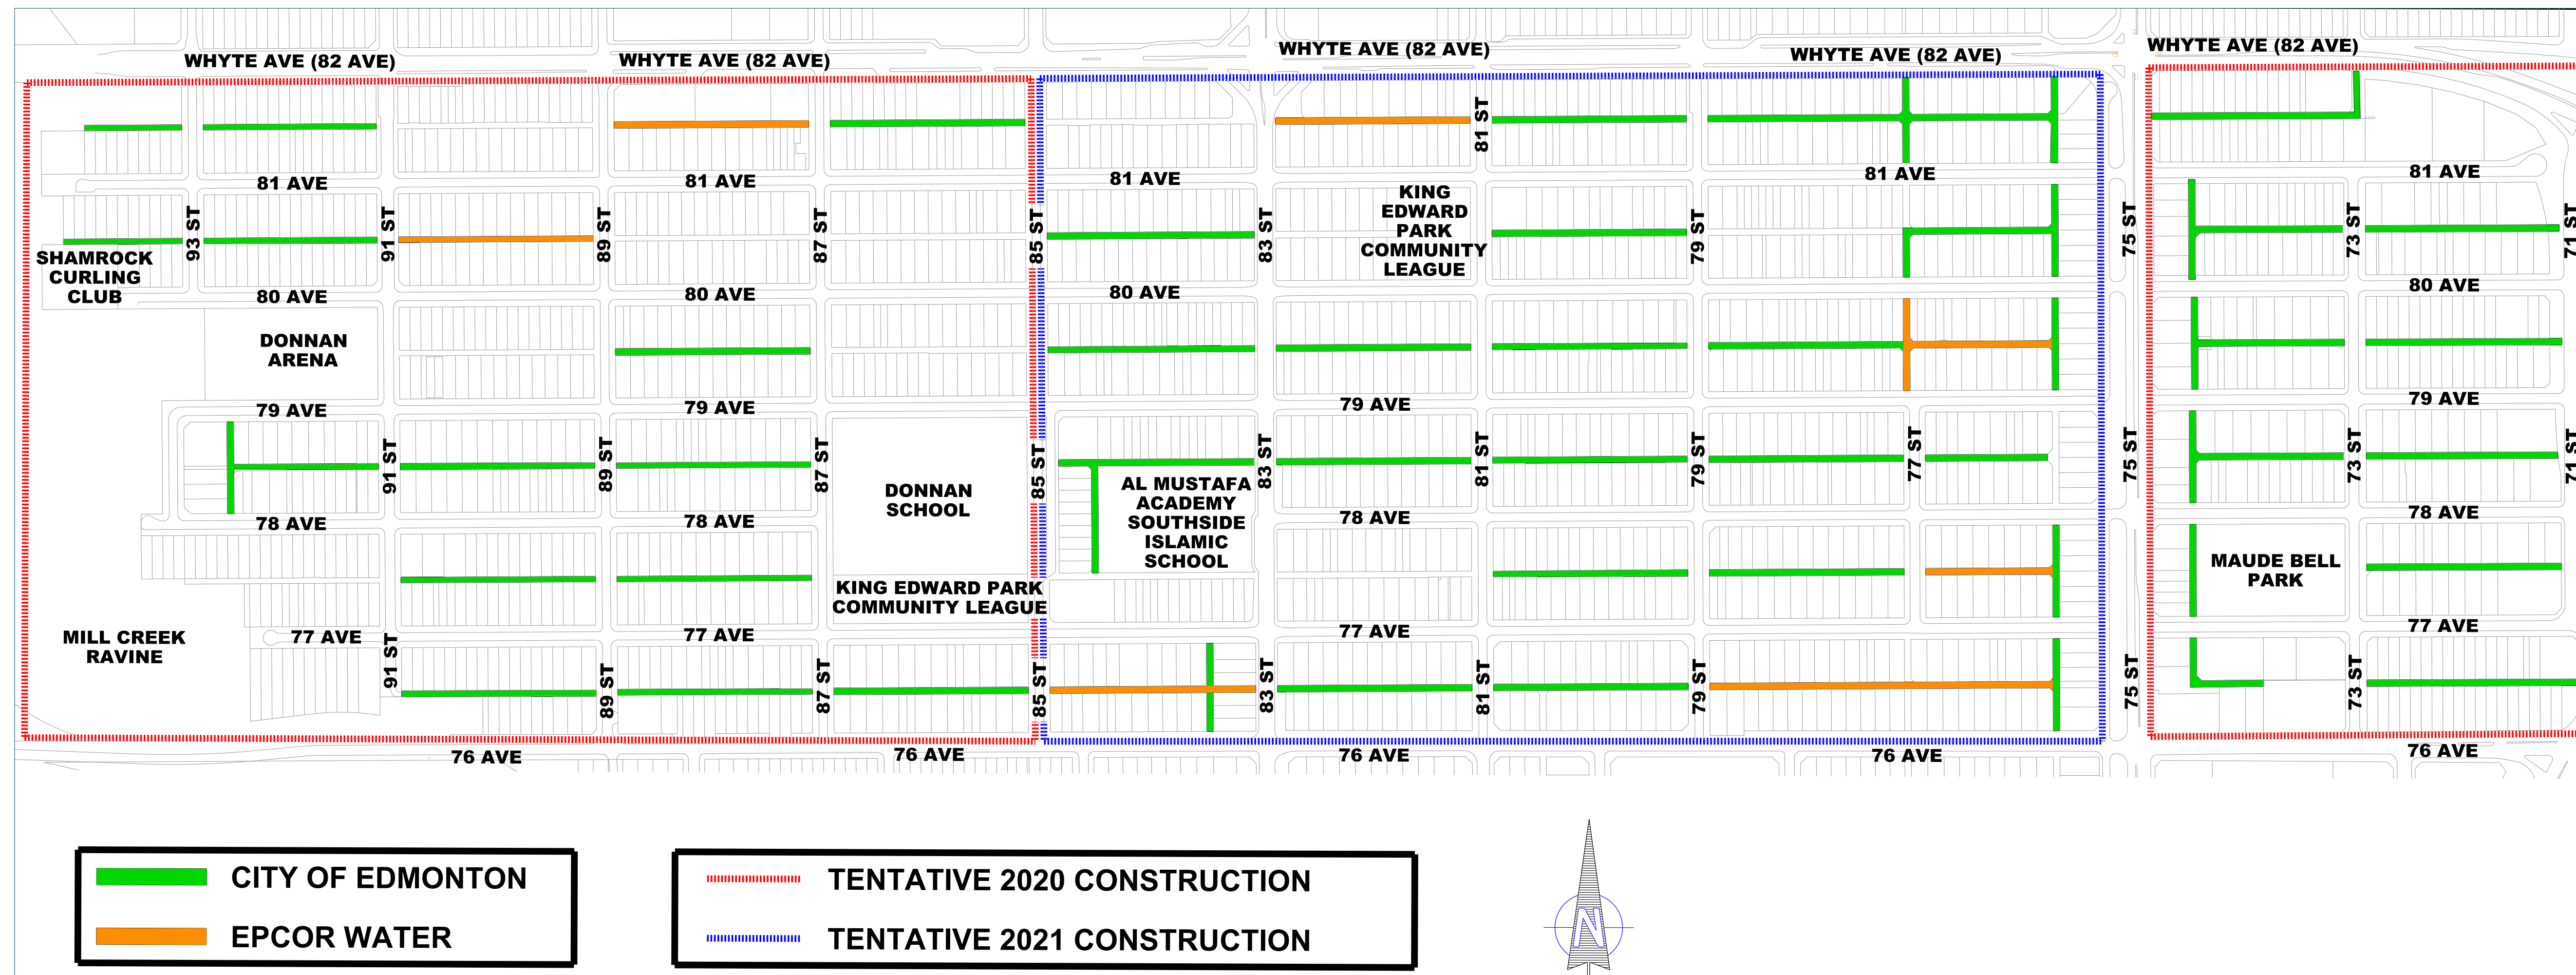 WHYTE AVE (82 AVE)
WHYTE AVE (82 AVE)
WHYTE AVE (82 AVE)
WHYTE AVE (82 AVE)
WHYTE AVE (82 AVE)
81 ST
81 AVE
81 AVE
81 AVE
81 AVE
81 AVE
93 ST
91 ST
89 ST
87 ST
85 ST
83 ST
KING
EDWARD
PARK
COMMUNITY
LEAGUE
79 ST
75 ST
73 ST
71 ST
SHAMROCK
CURLING
CLUB
80 AVE
80 AVE
80 AVE
80 AVE
DONNAN
ARENA
79 AVE
79 AVE
79 AVE
79 AVE
91 ST
89 ST
87 ST
85 ST
83 ST
81 ST
79 ST
77 ST
75 ST
73 ST
71 ST
DONNAN
SCHOOL
AL MUSTAFA
ACADEMY
SOUTHSIDE
ISLAMIC
SCHOOL
78 AVE
78 AVE
78 AVE
78 AVE
MAUDE BELL
PARK
KING EDWARD PARK
COMMUNITY LEAGUE
MILL CREEK
RAVINE
77 AVE
77 AVE
77 AVE
77 AVE
91 ST
89 ST
87 ST
85 ST
83 ST
81 ST
79 ST
75 ST
73 ST
76 AVE
76 AVE
76 AVE
76 AVE
76 AVE
CITY OF EDMONTON
EPCOR WATER
TENTATIVE 2020 CONSTRUCTION
TENTATIVE 2021 CONSTRUCTION
N